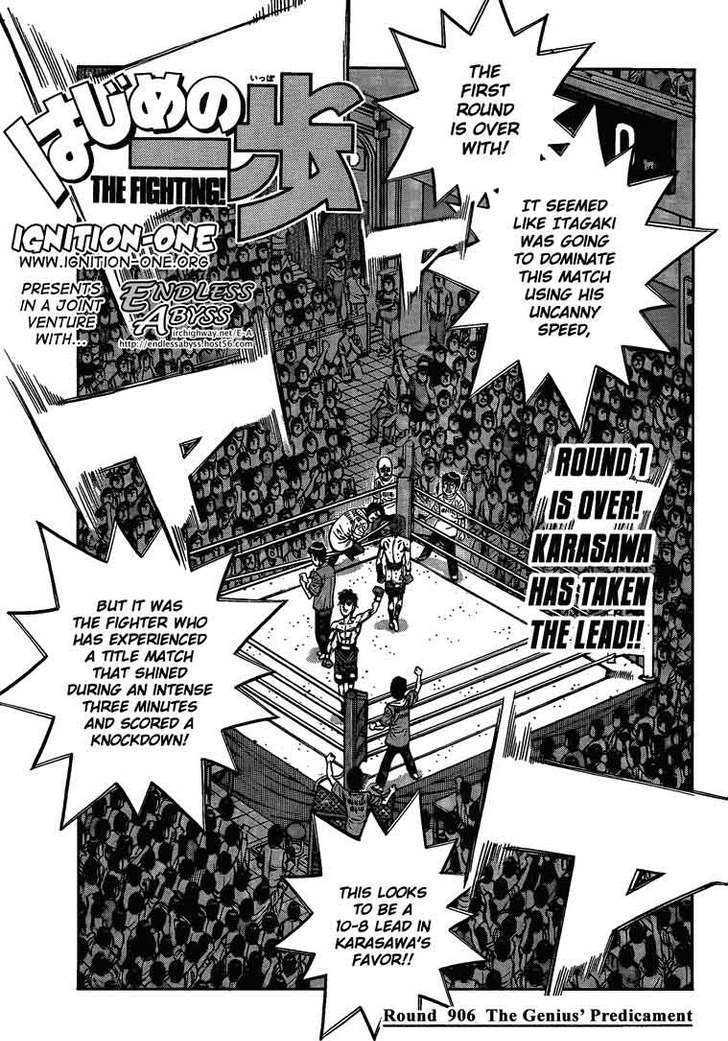 はじめの
いっぽ
一歩
THE FIGHTING!
IGNITION-ONE
WWW.IGNITION-ONE.ORG
PRESENTS
IN A JOINT
VENTURE
WITH...
ENDLESS
ABYSS
irchighway.net/E-A
http://endlessabyss.host56.com
THE
FIRST
ROUND
IS OVER
WITH!
IT SEEMED
LIKE ITAGAKI
WAS GOING
TO DOMINATE
THIS MATCH
USING HIS
UNCANNY
SPEED,
ROUND 1
IS OVER!
KARASAWA
HAS TAKEN
THE LEAD!!
BUT IT WAS
THE FIGHTER WHO
HAS EXPERIENCED
A TITLE MATCH
THAT SHINED
DURING AN INTENSE
THREE MINUTES
AND SCORED A
KNOCKDOWN!
THIS LOOKS
TO BE A
10-8 LEAD IN
KARASAWA'S
FAVOR!!
Round 906 The Genius' Predicament